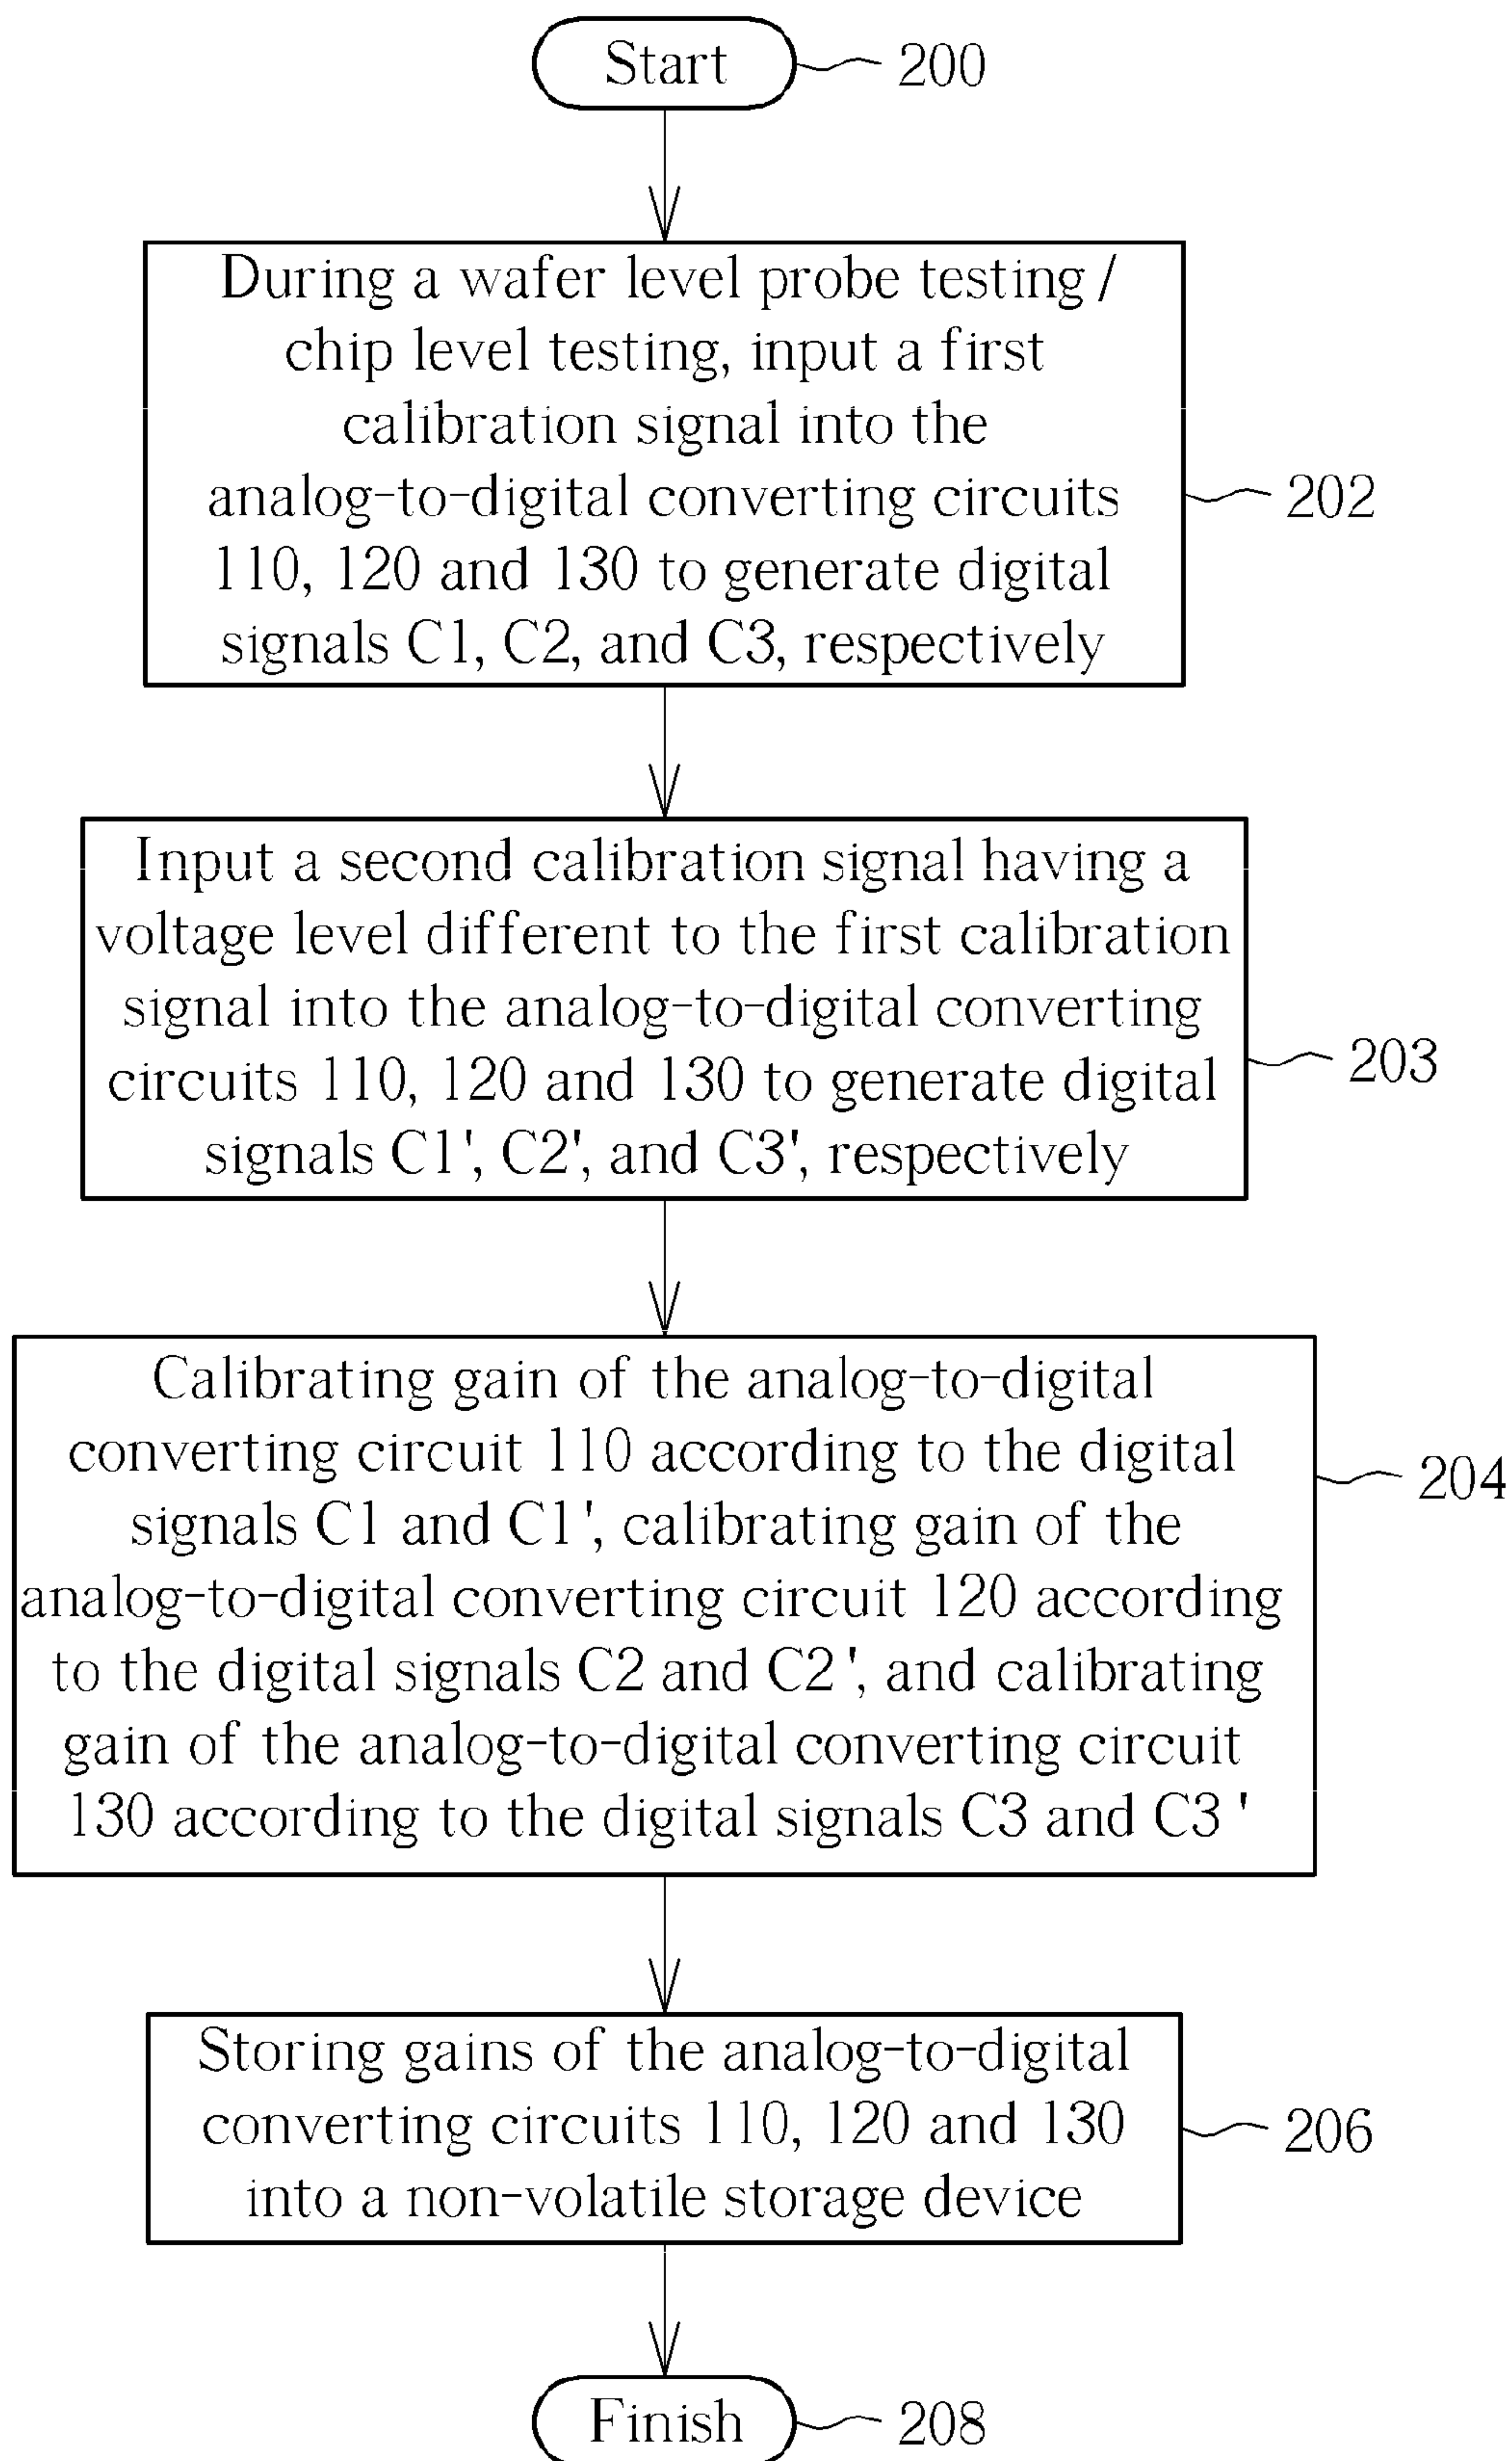 Start
200
During a wafer level probe testing /
chip level testing, input a first
calibration signal into the
analog-to-digital converting circuits
110, 120 and 130 to generate digital
signals C1, C2, and C3, respectively
202
Input a second calibration signal having a
voltage level different to the first calibration
signal into the analog-to-digital converting
circuits 110, 120 and 130 to generate digital
signals C1', C2', and C3', respectively
203
Calibrating gain of the analog-to-digital
converting circuit 110 according to the digital
signals C1 and C1', calibrating gain of the
analog-to-digital converting circuit 120 according
to the digital signals C2 and C2', and calibrating
gain of the analog-to-digital converting circuit
130 according to the digital signals C3 and C3'
204
Storing gains of the analog-to-digital
converting circuits 110, 120 and 130
into a non-volatile storage device
206
Finish
208